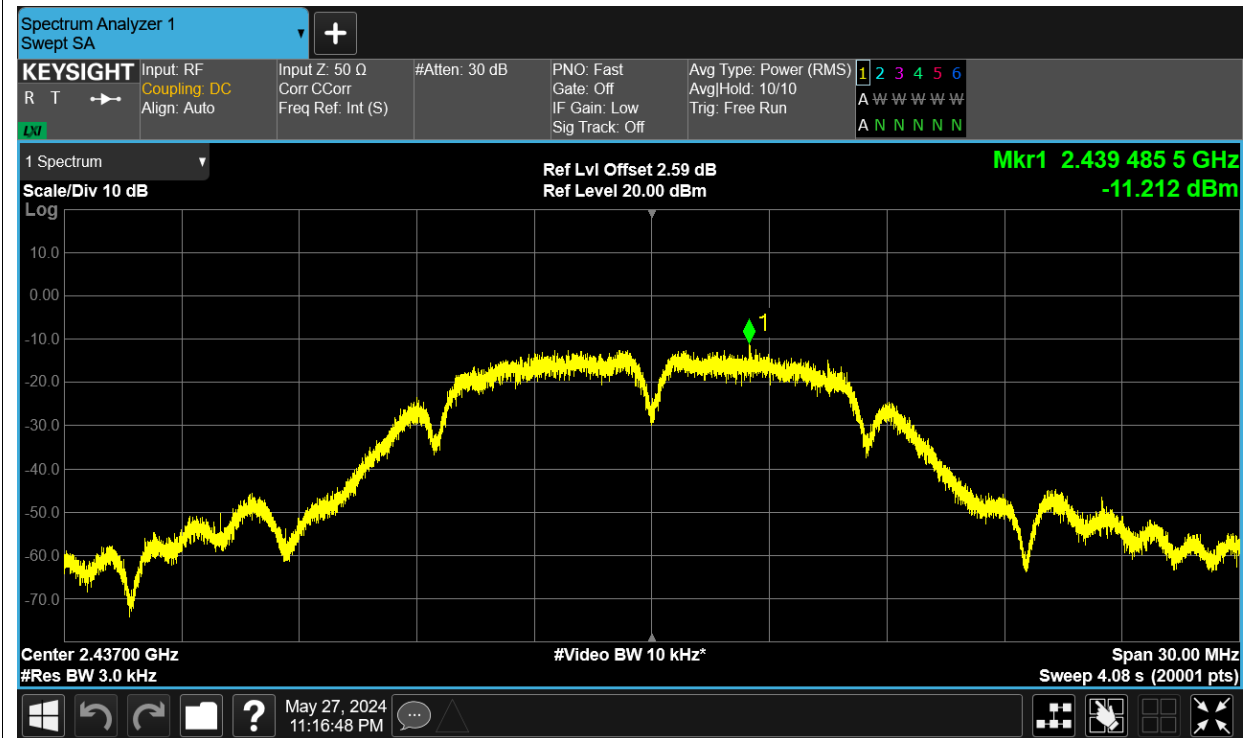 Spectrum Analyzer 1
Swept SA
KEYSIGHT
R T
LXI
Input: RF
Coupling: DC
Align: Auto
Input Z: 50 Ω
Corr CCorr
Freq Ref: Int (S)
#Atten: 30 dB
PNO: Fast
Gate: Off
IF Gain: Low
Sig Track: Off
Avg Type: Power (RMS)
Avg|Hold: 10/10
Trig: Free Run
1 2 3 4 5 6
A W W W W W
A N N N N N
1 Spectrum
Scale/Div 10 dB
Log
Ref Lvl Offset 2.59 dB
Ref Level 20.00 dBm
Mkr1 2.439 485 5 GHz
-11.212 dBm
10.0
0.00
-10.0
-20.0
-30.0
-40.0
-50.0
-60.0
-70.0
1
Center 2.43700 GHz
#Res BW 3.0 kHz
#Video BW 10 kHz*
Span 30.00 MHz
Sweep 4.08 s (20001 pts)
?
May 27, 2024
11:16:48 PM